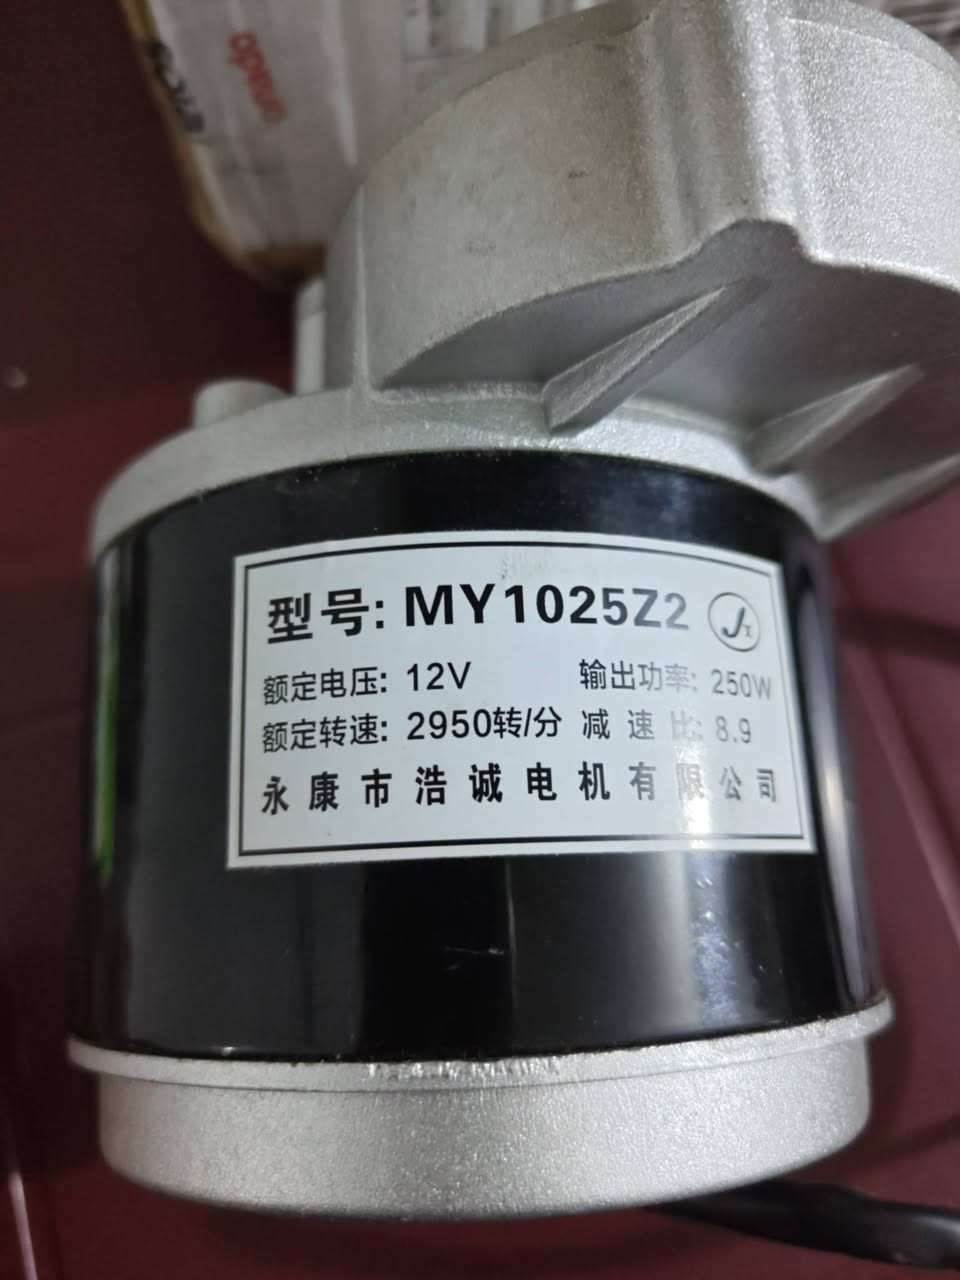 型号: MY1025Z2
额定电压: 12V 输出功率: 250W
额定转速: 2950转/分 减速比: 8.9
永康市浩诚电机有限公司